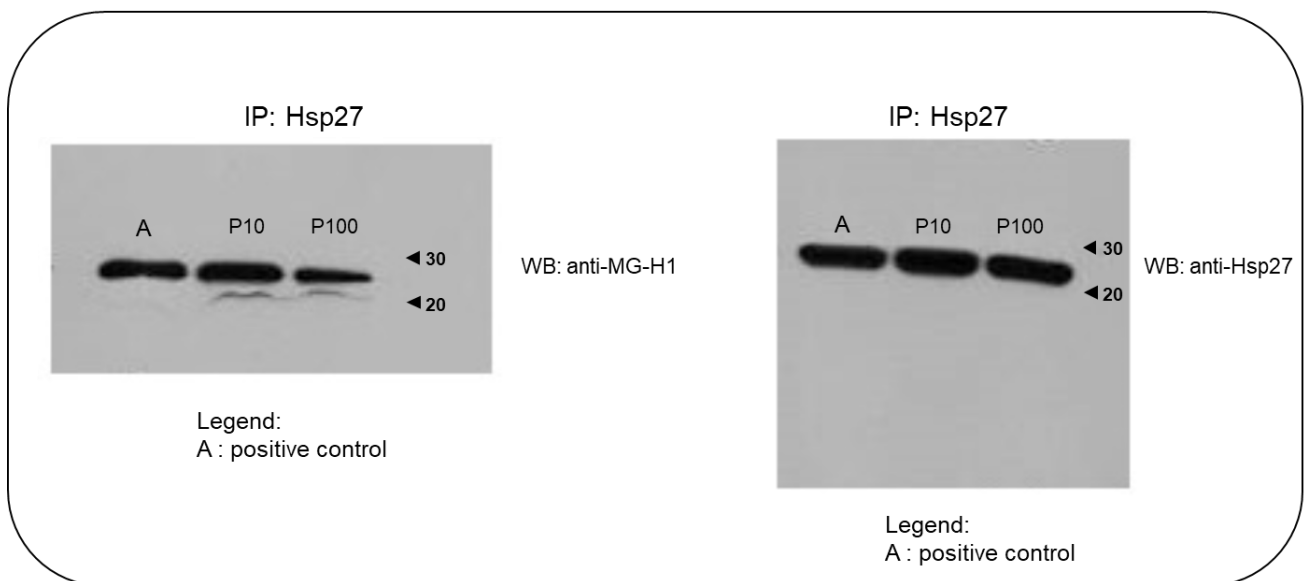 IP: Hsp27
A P10 P100
◄ 30
◄ 20
WB: anti-MG-H1
Legend:
A : positive control
IP: Hsp27
A P10 P100
◄ 30
◄ 20
WB: anti-Hsp27
Legend:
A : positive control